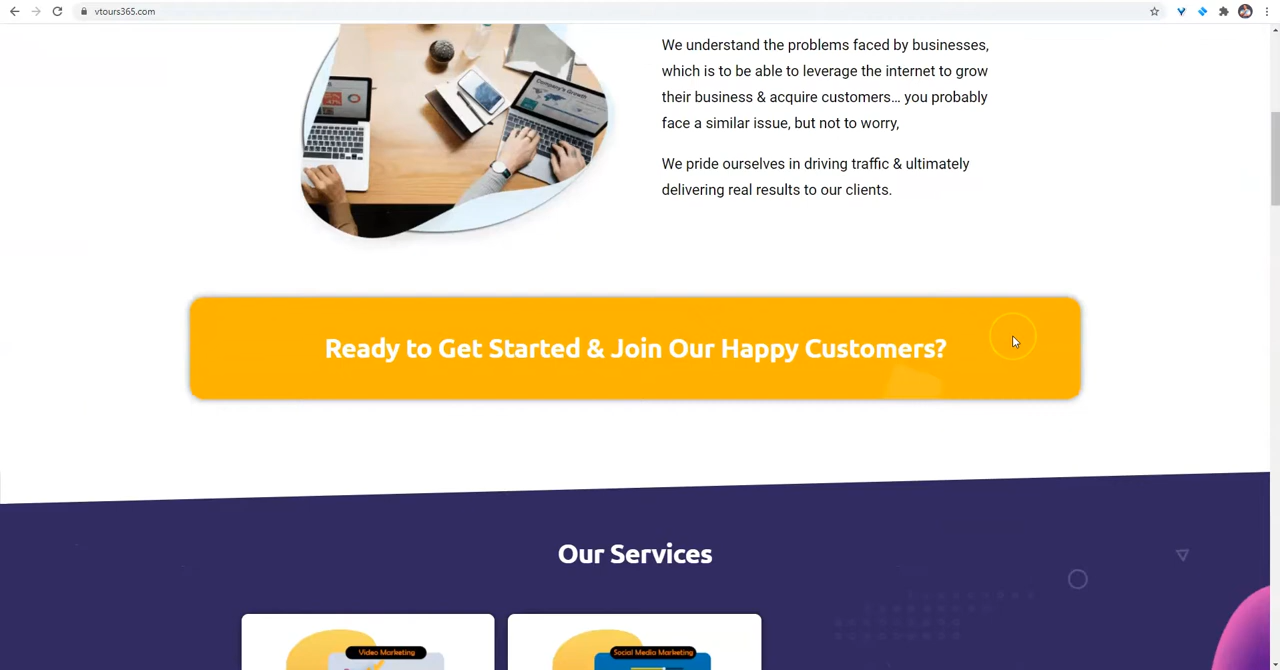 vtours365.com
We understand the problems faced by businesses,
which is to be able to leverage the internet to grow
their business & acquire customers… you probably
face a similar issue, but not to worry,
We pride ourselves in driving traffic & ultimately
delivering real results to our clients.
Company's Growth
Ready to Get Started & Join Our Happy Customers?
Our Services
Video Marketing
Social Media Marketing